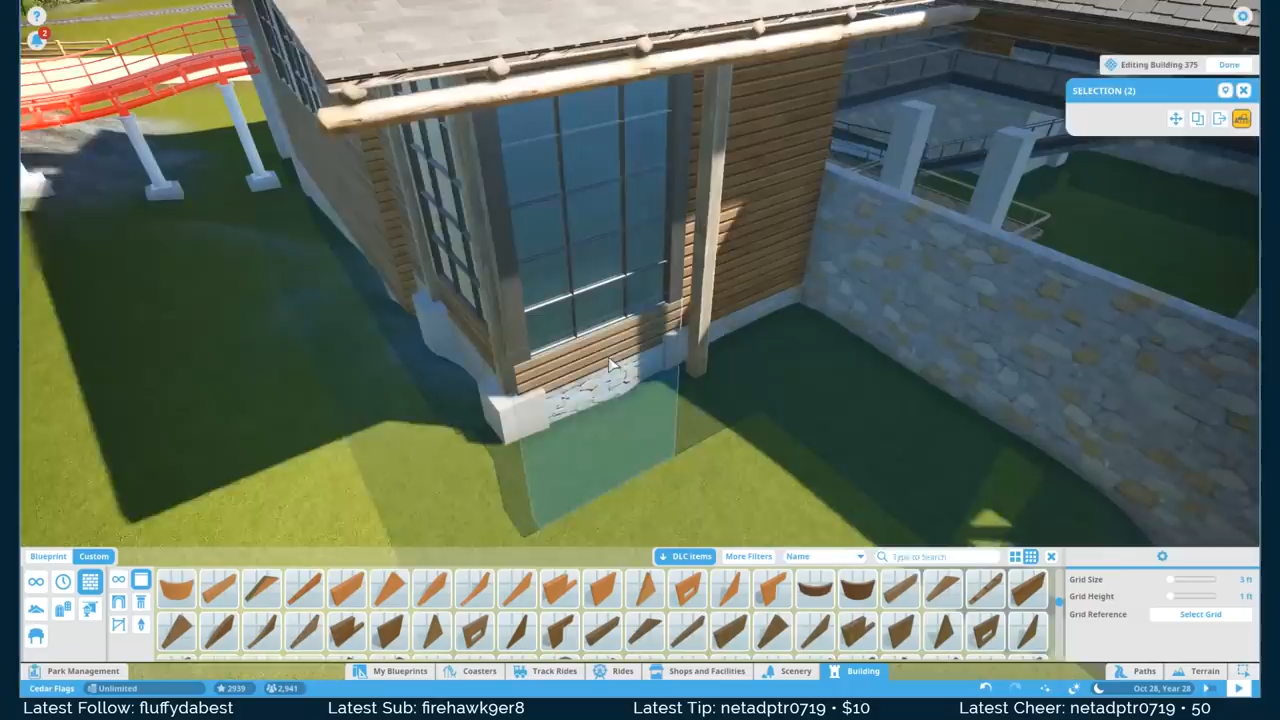 ?
2
Editing Building 375 Done
SELECTION (2)
Blueprint Custom
DLC items More Filters Name Type to Search
Grid Size 3 ft
Grid Height 1 ft
Grid Reference Select Grid
Park Management My Blueprints Coasters Track Rides Rides Shops and Facilities Scenery Building Paths Terrain
Cedar Flags Unlimited 2939 2,941 Oct 28, Year 28
Latest Follow: fluffydabest Latest Sub: firehawk9er8 Latest Tip: netadptr0719 • $10 Latest Cheer: netadptr0719 • 50